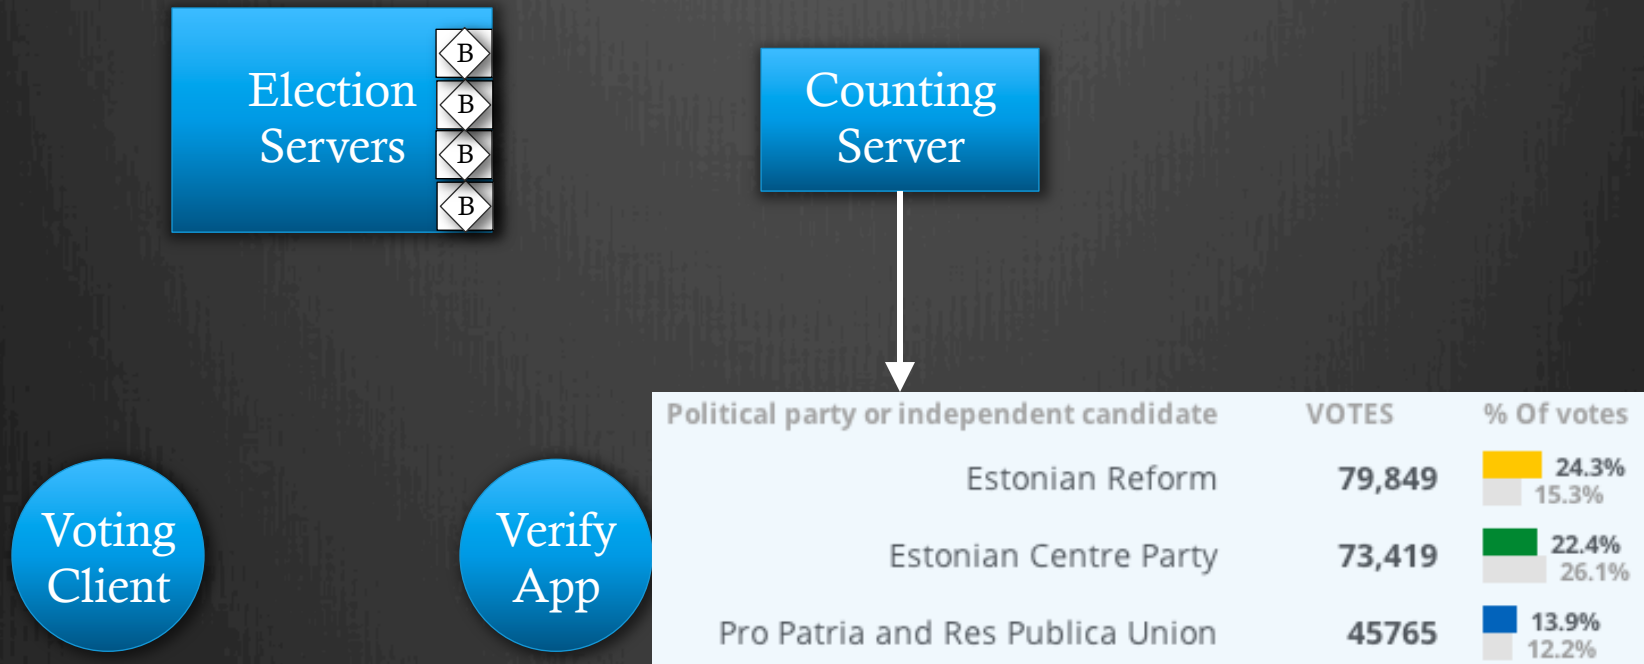 Election
Servers
B
B
B
B
Counting
Server
Voting
Client
Verify
App
Political party or independent candidate VOTES % Of votes
Estonian Reform 79,849 24.3%
15.3%
Estonian Centre Party 73,419 22.4%
26.1%
Pro Patria and Res Publica Union 45765 13.9%
12.2%